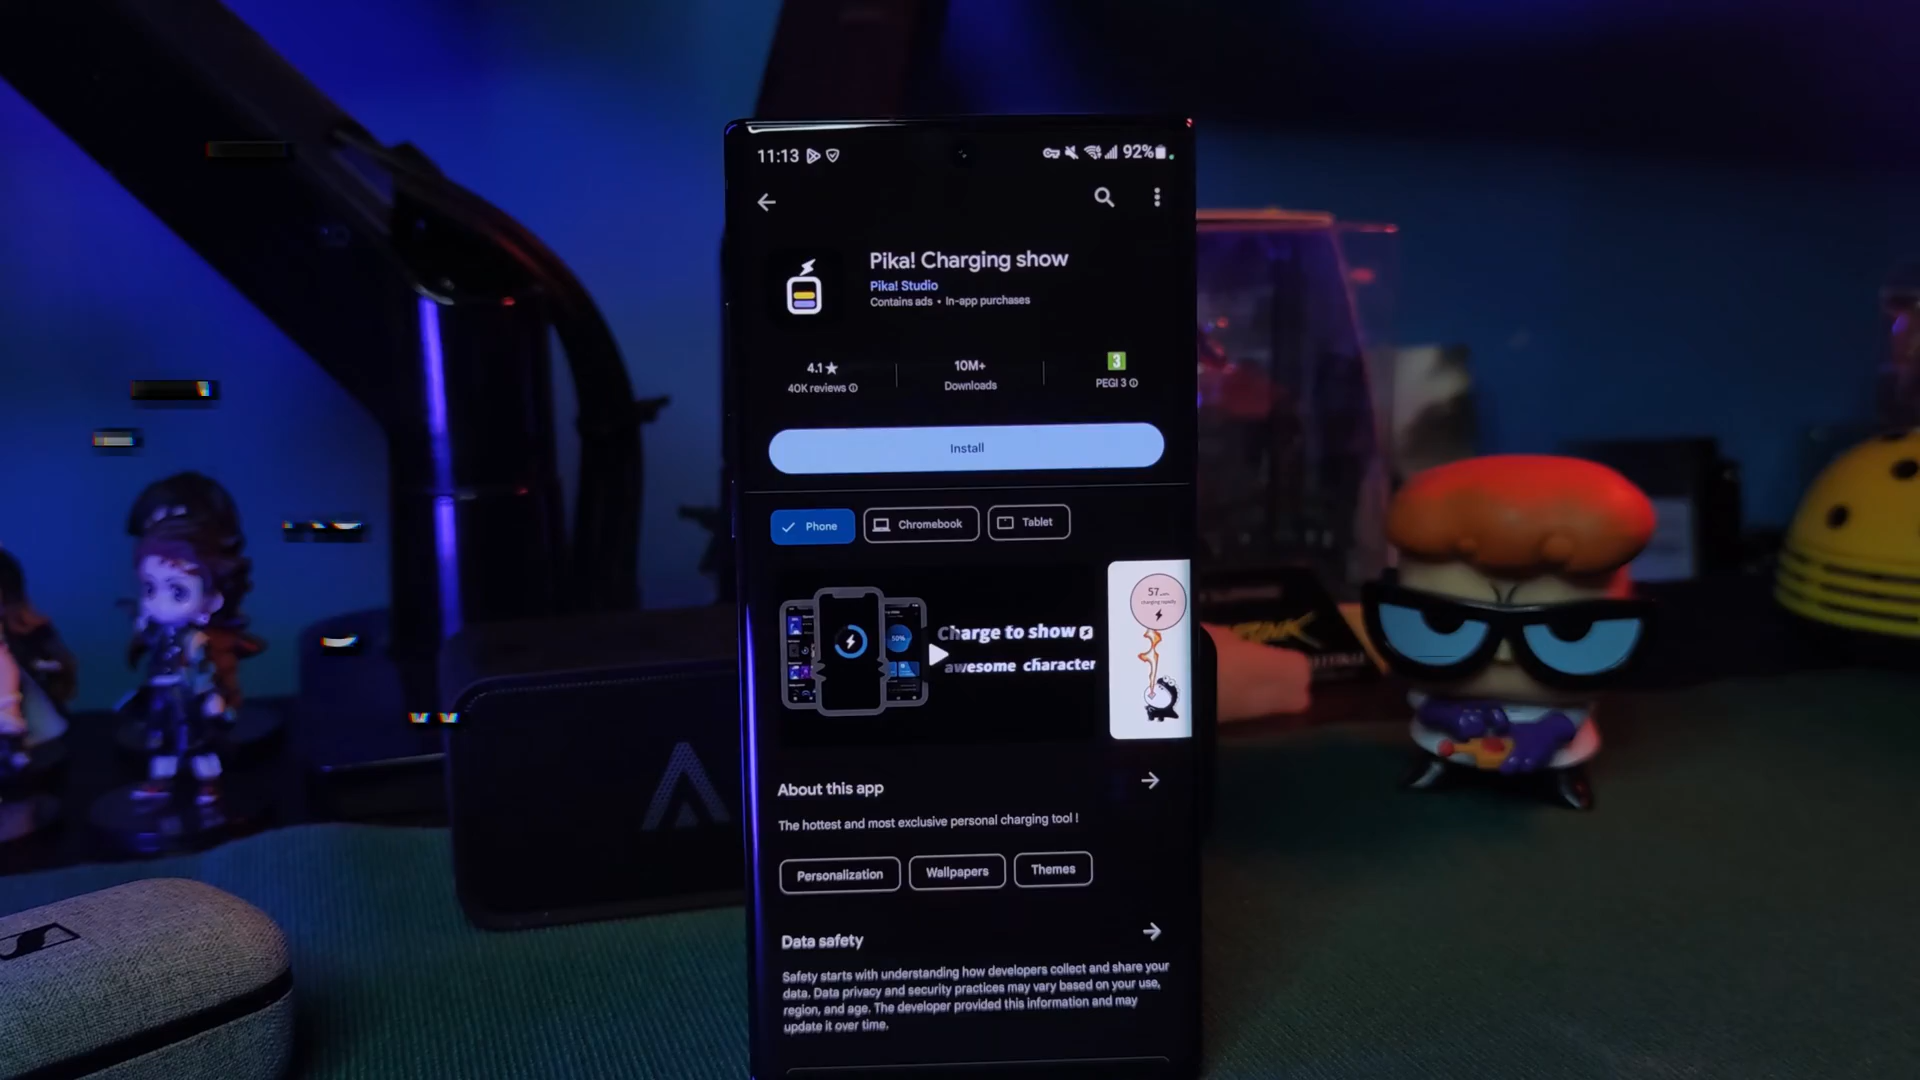 11:13
92%
Pika! Charging show
Pika! Studio
Contains ads • In-app purchases
4.1★
40K reviews
10M+
Downloads
3
PEGI 3
Install
Phone
Chromebook
Tablet
57
charging rapidly
50%
Charge to show
awesome character
About this app
The hottest and most exclusive personal charging tool !
Personalization
Wallpapers
Themes
Data safety
Safety starts with understanding how developers collect and share your
data. Data privacy and security practices may vary based on your use,
region, and age. The developer provided this information and may
update it over time.